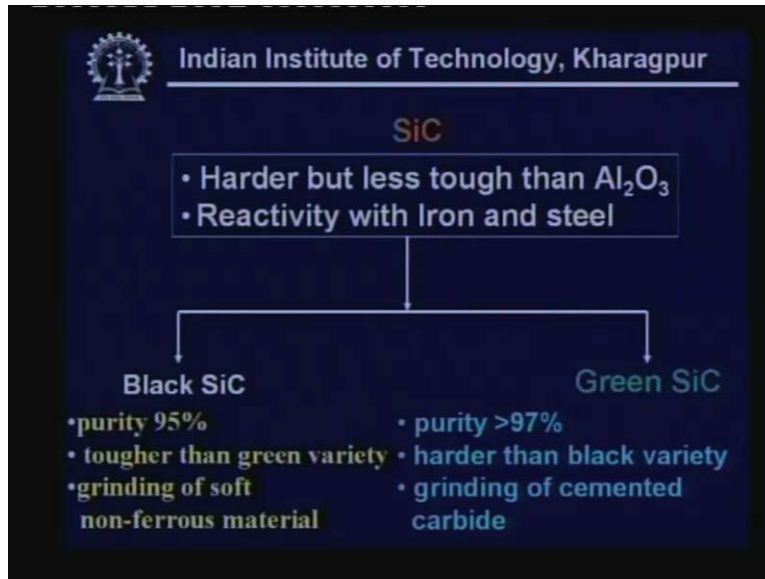 Indian Institute of Technology, Kharagpur
SiC
• Harder but less tough than Al₂O₃
• Reactivity with Iron and steel
Black SiC
•purity 95%
• tougher than green variety
•grinding of soft
non-ferrous material
Green SiC
• purity >97%
• harder than black variety
• grinding of cemented
carbide